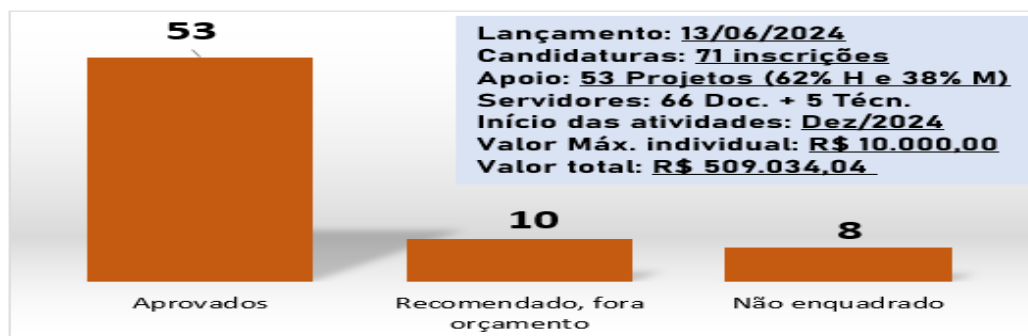 53
Lançamento: 13/06/2024
Candidaturas: 71 inscrições
Apoio: 53 Projetos (62% H e 38% M)
Servidores: 66 Doc. + 5 Técn.
Início das atividades: Dez/2024
Valor Máx. individual: R$ 10.000,00
Valor total: R$ 509.034,04
10
8
Aprovados
Recomendado, fora
orçamento
Não enquadrado